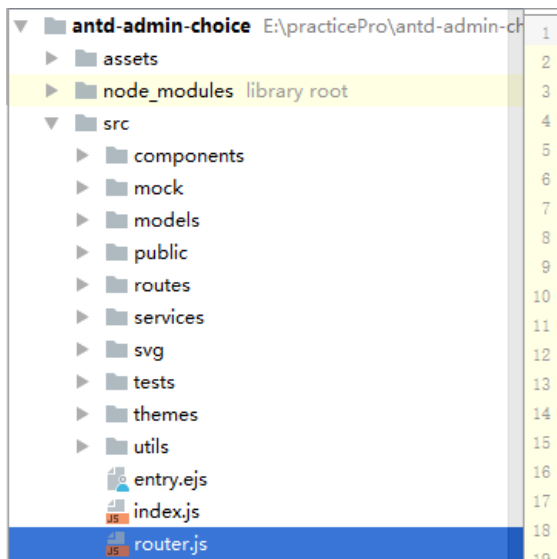 antd-admin-choice E:\practicePro\antd-admin-ch
assets
node_modules library root
src
components
mock
models
public
routes
services
svg
tests
themes
utils
entry.ejs
index.js
router.js
1
2
3
4
5
6
7
8
9
10
11
12
13
14
15
16
17
18
19